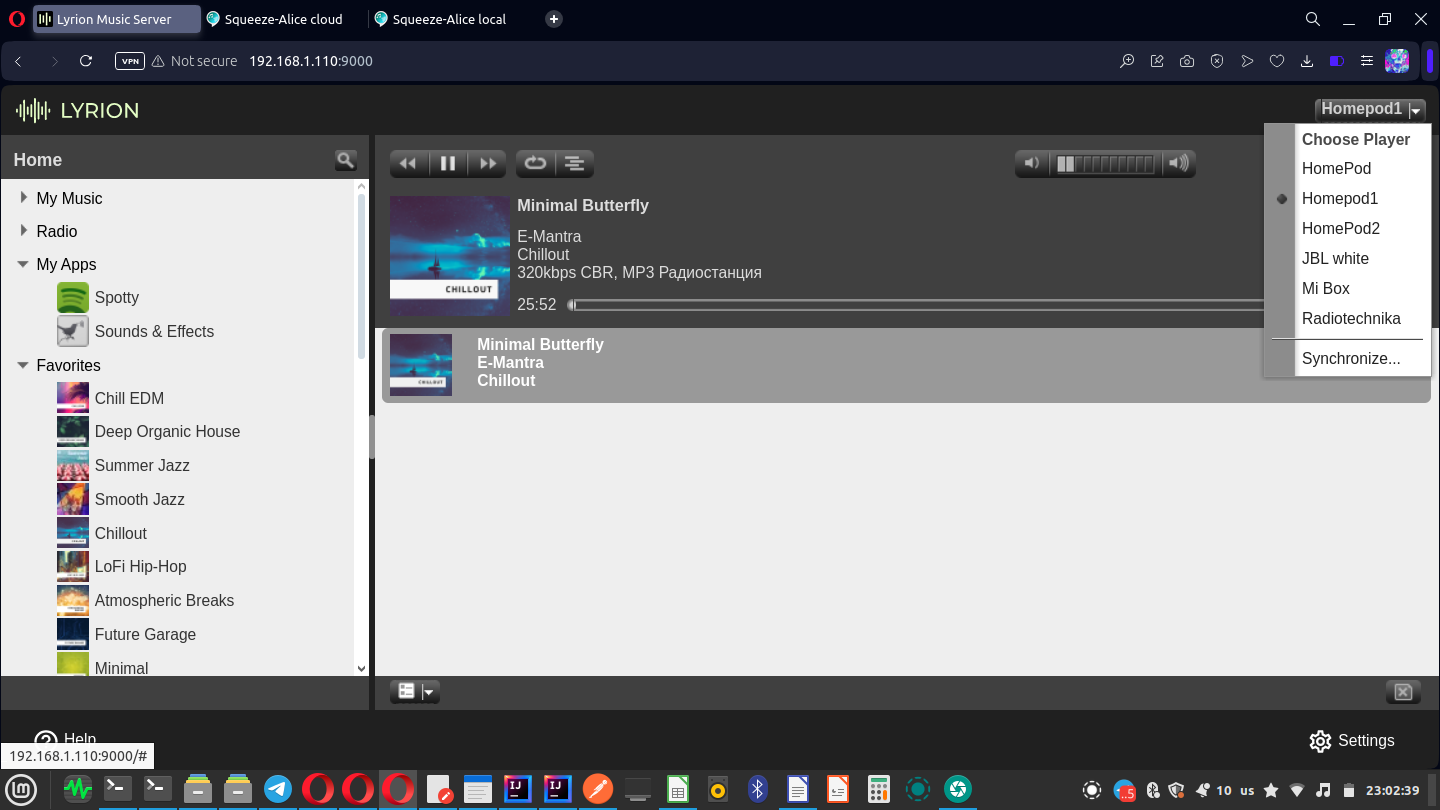 Lyrion Music Server
Squeeze-Alice cloud
Squeeze-Alice local
VPN
Not secure
192.168.1.110:9000
LYRION
Homepod1
Choose Player
HomePod
Homepod1
HomePod2
JBL white
Mi Box
Radiotechnika
Synchronize...
Home
My Music
Radio
My Apps
Spotty
Sounds & Effects
Favorites
Chill EDM
Deep Organic House
Summer Jazz
Smooth Jazz
Chillout
LoFi Hip-Hop
Atmospheric Breaks
Future Garage
Minimal
Minimal Butterfly
E-Mantra
Chillout
320kbps CBR, MP3 Радиостанция
25:52
CHILLOUT
Minimal Butterfly
E-Mantra
Chillout
CHILLOUT
Help
192.168.1.110:9000/#
Settings
IJ
IJ
..5
10
us
23:02:39